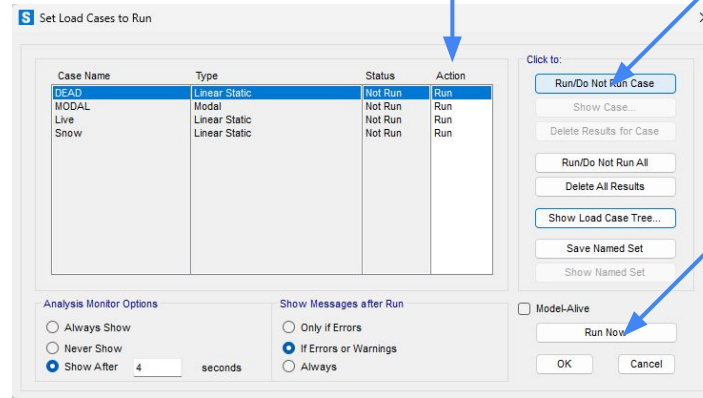 S Set Load Cases to Run
Click to:
Case Name Type Status Action
DEAD Linear Static Not Run Run
MODAL Modal Not Run Run
Live Linear Static Not Run Run
Snow Linear Static Not Run Run
Run/Do Not Run Case
Show Case...
Delete Results for Case
Run/Do Not Run All
Delete All Results
Show Load Case Tree...
Save Named Set
Show Named Set
Analysis Monitor Options
Always Show
Never Show
Show After 4 seconds
Show Messages after Run
Only if Errors
If Errors or Warnings
Always
Model-Alive
Run Now
OK Cancel